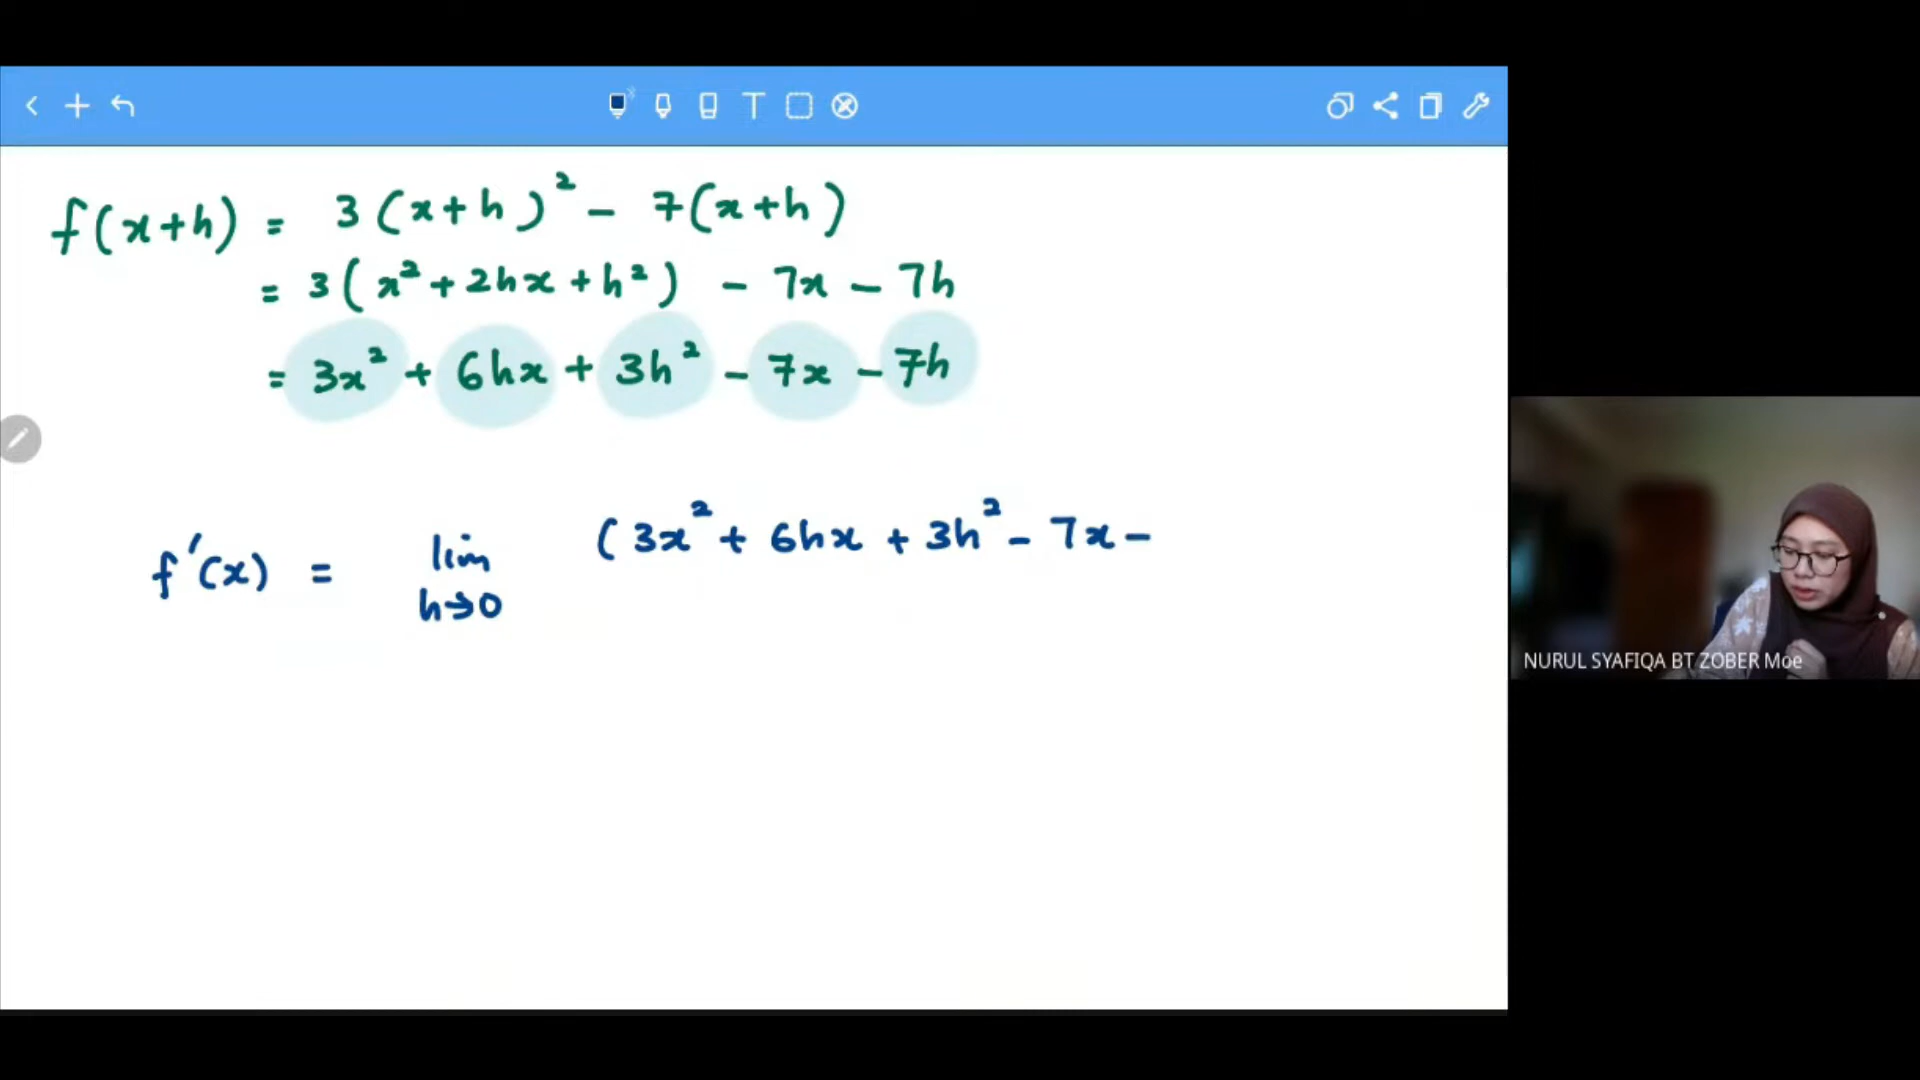 f(x+h) = 3(x+h)² - 7(x+h)
= 3(x² + 2hx + h²) - 7x - 7h
= 3x² + 6hx + 3h² - 7x - 7h
f'(x) = lim h→0 (3x² + 6hx + 3h² - 7x -
NURUL SYAFIQA BT ZOBER Moe